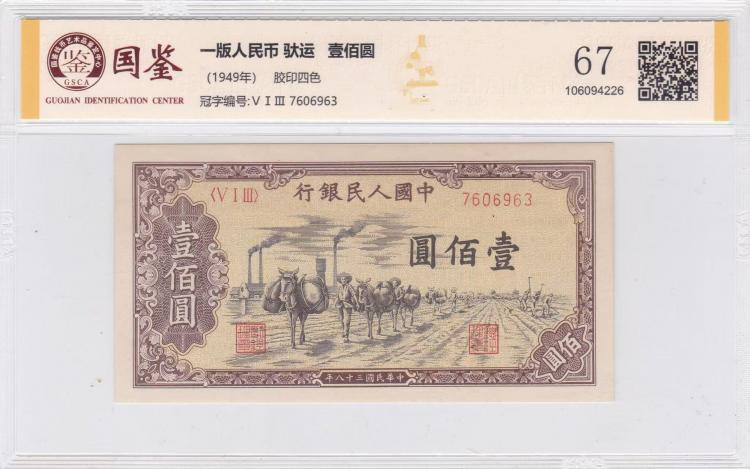 国鉴
GSCA
GUOJIAN IDENTIFICATION CENTER
一版人民币 驮运 壹佰圆
(1949年) 胶印四色
冠字编号:V I Ⅲ 7606963
67
106094226
〈V I Ⅲ〉
行銀民人國中
7606963
圓佰壹
壹佰圓
佰圓
年八十三國民華中